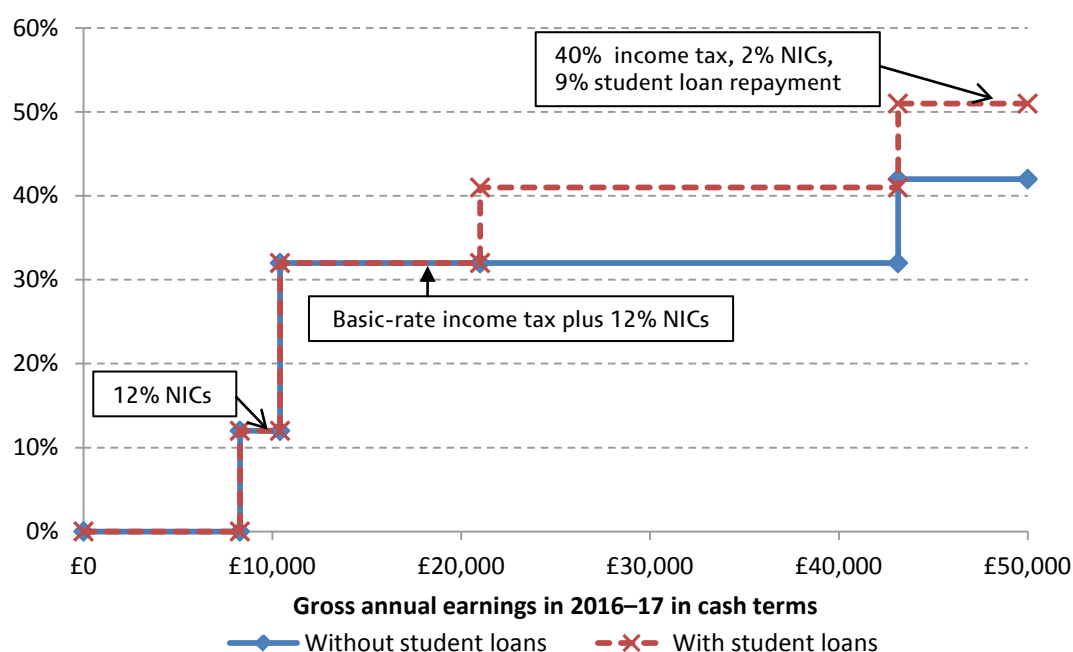 60%
40%  income tax, 2% NICs,
9% student loan repayment
50%
40%
30%
Basic-rate income tax plus 12% NICs
20%
12% NICs
10%
0%
£0 £10,000 £20,000 £30,000 £40,000 £50,000
Gross annual earnings in 2016–17 in cash terms
Without student loans With student loans